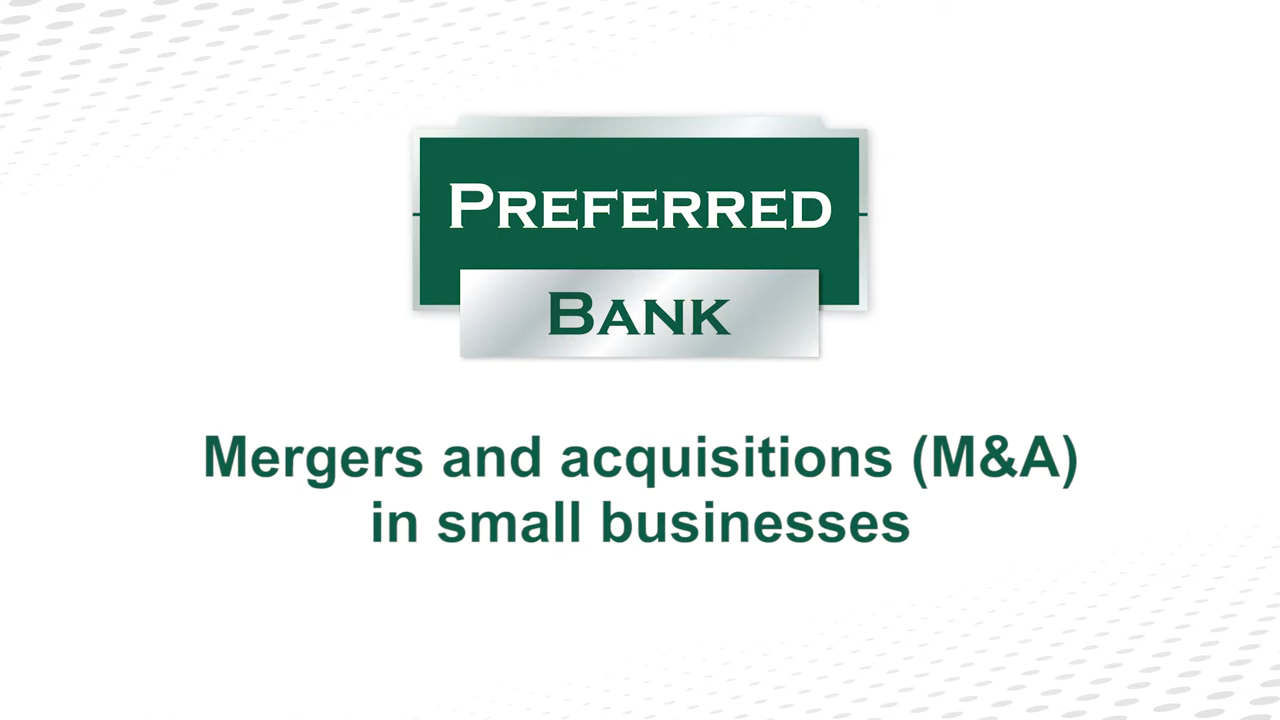 PREFERRED
BANK
Mergers and acquisitions (M&A)
in small businesses